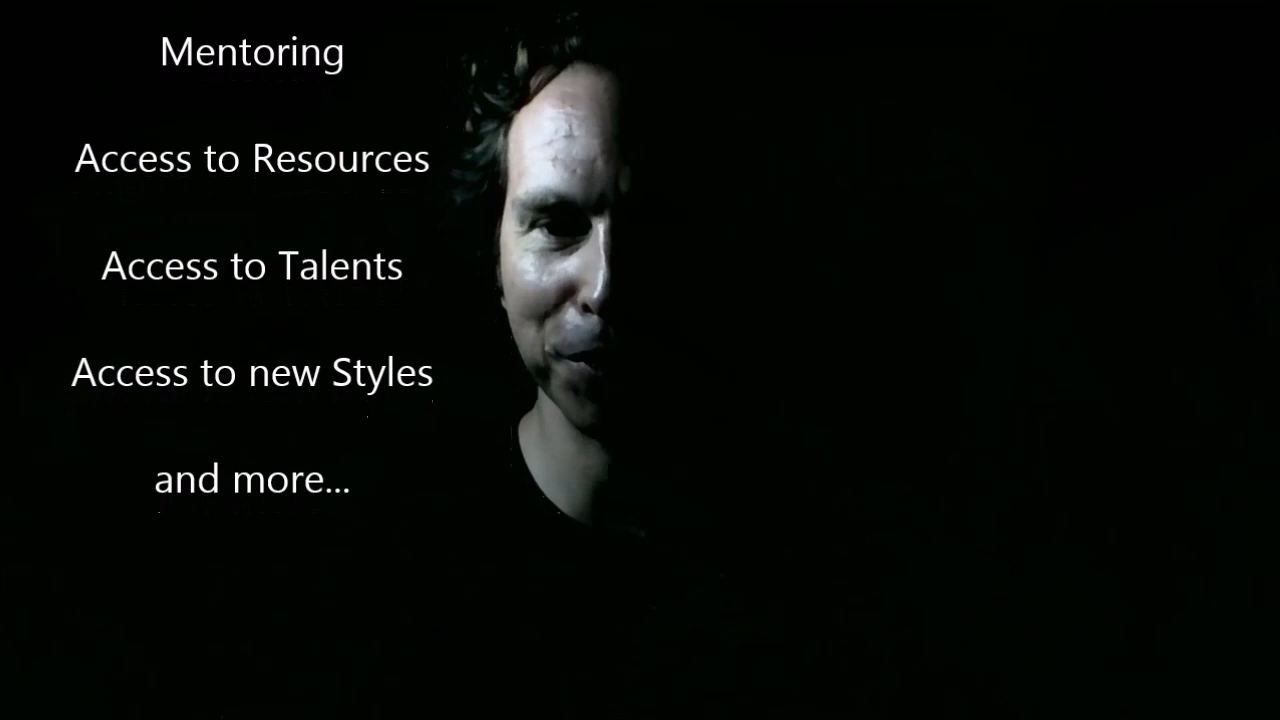 Mentoring
Access to Resources
Access to Talents
Access to new Styles
and more...